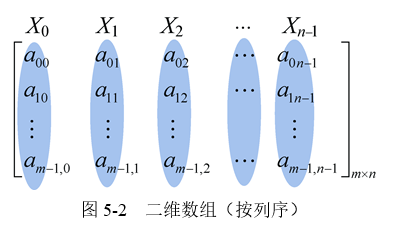 X₀ X₁ X₂ ··· Xₙ₋₁
a₀₀ a₀₁ a₀₂ ··· a₀ₙ₋₁
a₁₀ a₁₁ a₁₂ ··· a₁ₙ₋₁
⋮ ⋮ ⋮ ⋮
aₘ₋₁,₀ aₘ₋₁,₁ aₘ₋₁,₂ ··· aₘ₋₁,ₙ₋₁ m×n
图 5-2 二维数组（按列序）